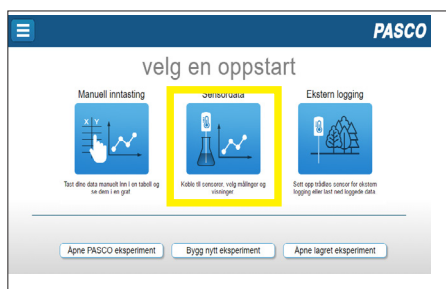 PASCO
velg en oppstart
Manuell inntasting
Sensordata
Ekstern logging
X Y
Tast dine data manuelt inn i en tabell og
se dem i en graf
Koble til sensorer, velg målinger og
visninger
Sett opp trådløs sensor for ekstern
logging eller last ned loggede data
Åpne PASCO eksperiment
Bygg nytt eksperiment
Åpne lagret eksperiment